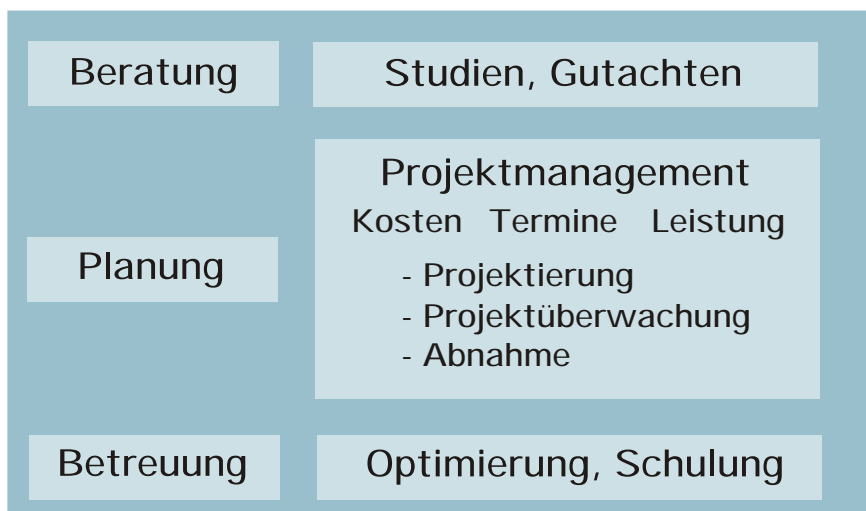 Beratung
Studien, Gutachten
Planung
Projektmanagement
Kosten Termine Leistung
- Projektierung
- Projektüberwachung
- Abnahme
Betreuung
Optimierung, Schulung